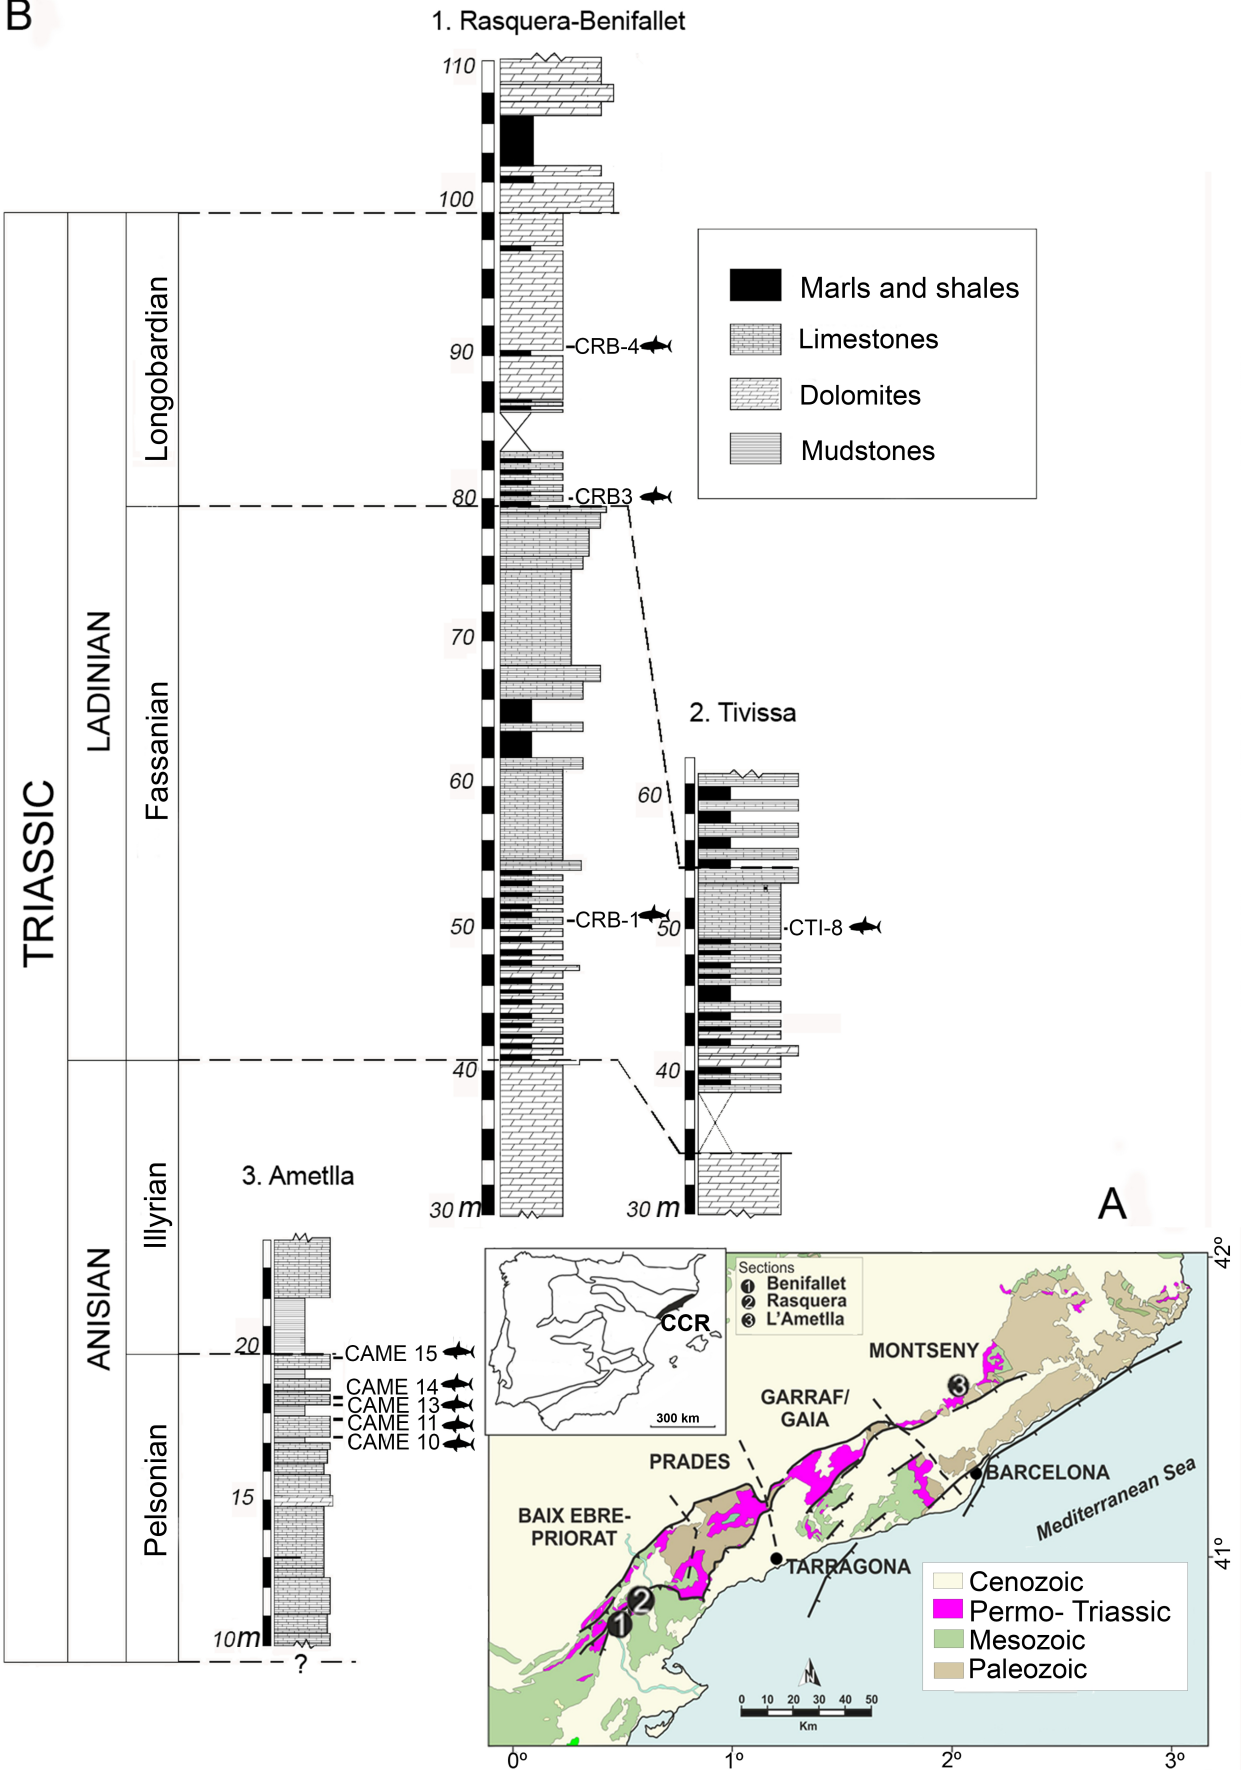 B
1. Rasquera-Benifallet
110
100
90
80
70
60
50
40
30 m
CRB-4
CRB3
CRB-1
Marls and shales
Limestones
Dolomites
Mudstones
TRIASSIC
LADINIAN
ANISIAN
Longobardian
Fassanian
Illyrian
Pelsonian
2. Tivissa
60
50
40
30 m
CTI-8
3. Ametlla
20
15
10m
?
CAME 15
CAME 14
CAME 13
CAME 11
CAME 10
A
CCR
300 km
Sections
1 Benifallet
2 Rasquera
3 L'Ametlla
MONTSENY
3
GARRAF/
GAIA
PRADES
BAIX EBRE-
PRIORAT
BARCELONA
TARRAGONA
Mediterranean Sea
2
1
N
0 10 20 30 40 50
Km
Cenozoic
Permo- Triassic
Mesozoic
Paleozoic
42°
41°
0º 1º 2º 3º